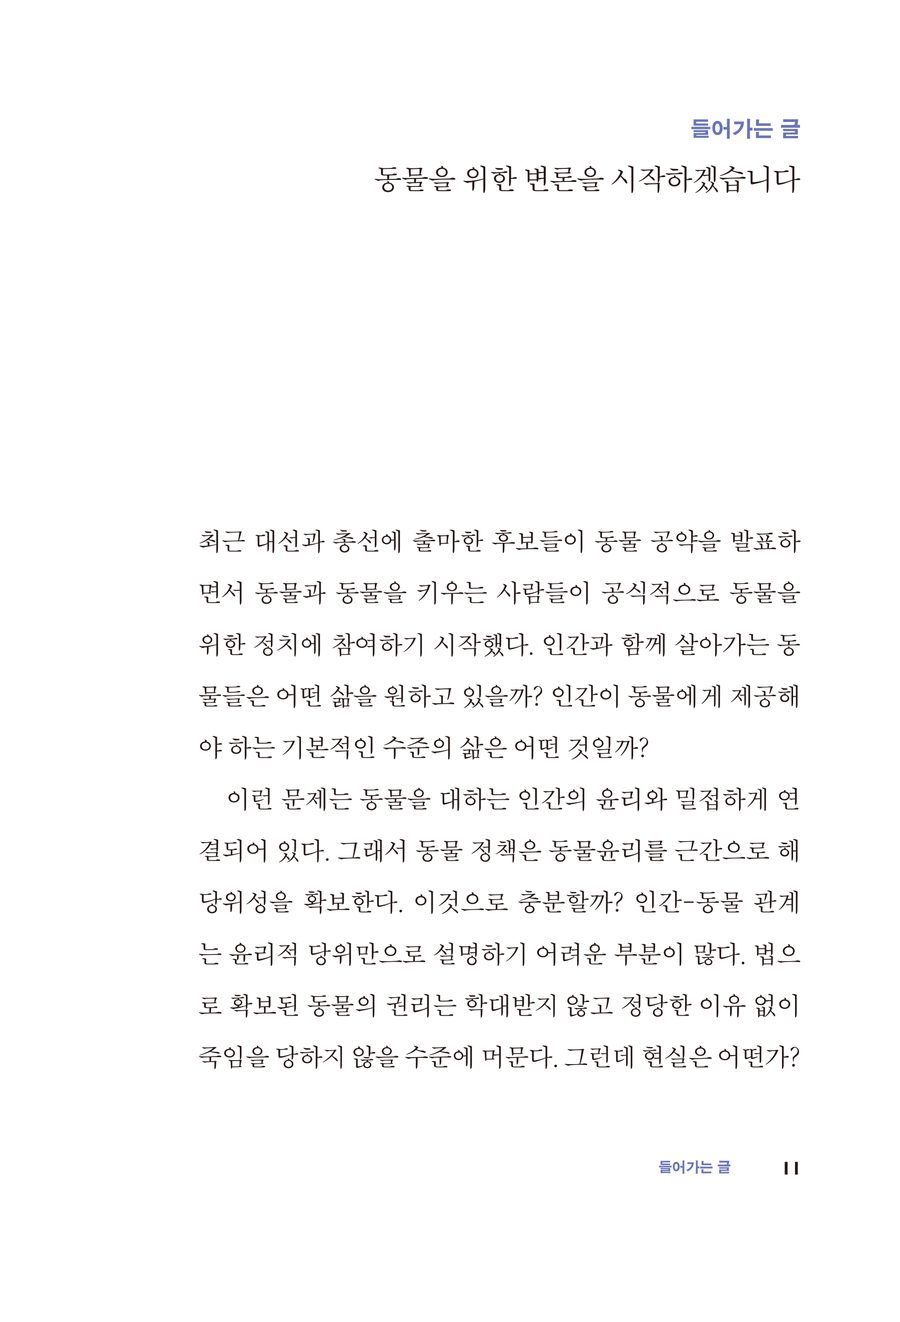 들어가는 글
동물을 위한 변론을 시작하겠습니다
최근 대선과 총선에 출마한 후보들이 동물 공약을 발표하
면서 동물과 동물을 키우는 사람들이 공식적으로 동물을
위한 정치에 참여하기 시작했다. 인간과 함께 살아가는 동
물들은 어떤 삶을 원하고 있을까? 인간이 동물에게 제공해
야 하는 기본적인 수준의 삶은 어떤 것일까?
이런 문제는 동물을 대하는 인간의 윤리와 밀접하게 연
결되어 있다. 그래서 동물 정책은 동물윤리를 근간으로 해
당위성을 확보한다. 이것으로 충분할까? 인간-동물 관계
는 윤리적 당위만으로 설명하기 어려운 부분이 많다. 법으
로 확보된 동물의 권리는 학대받지 않고 정당한 이유 없이
죽임을 당하지 않을 수준에 머문다. 그런데 현실은 어떤가?
들어가는 글 11